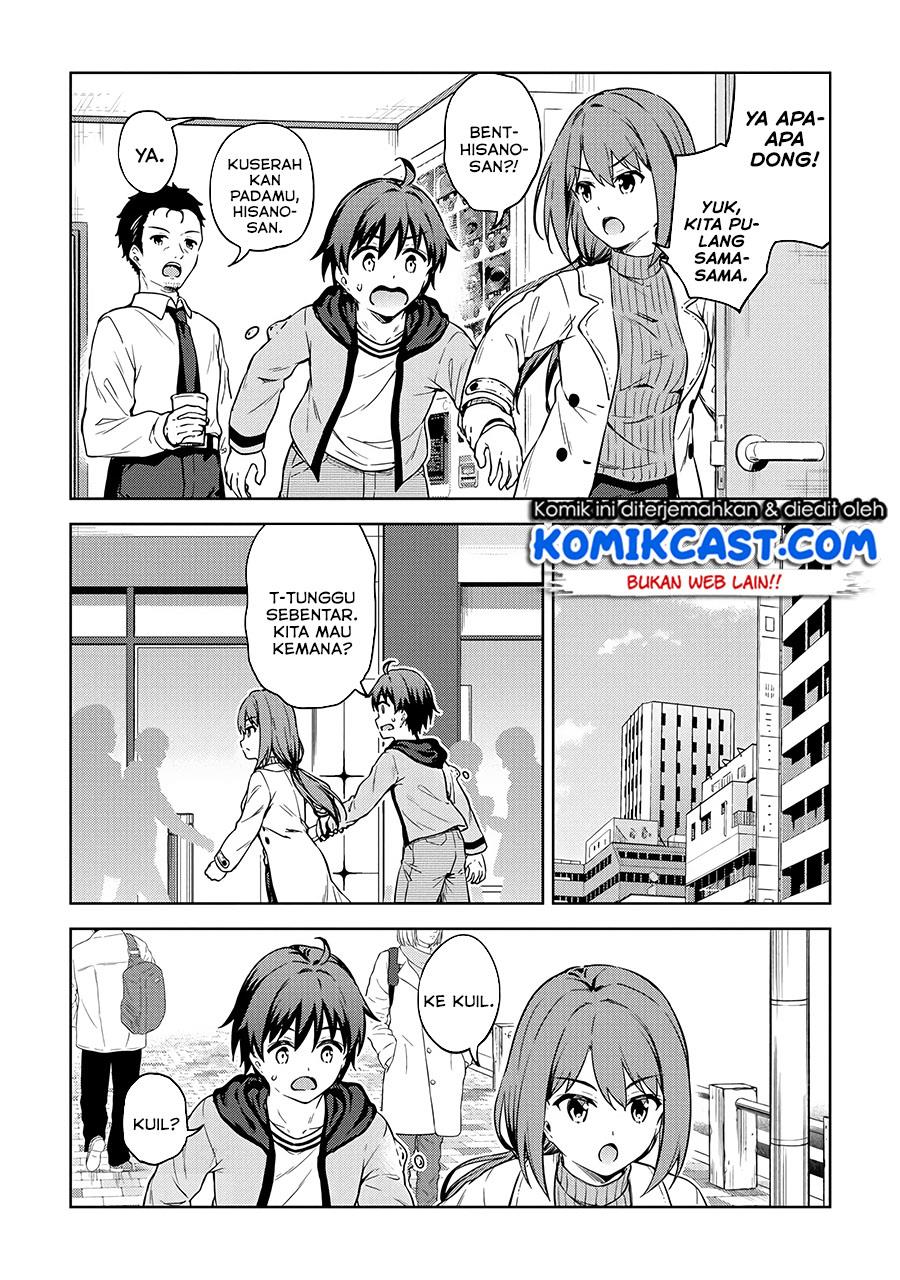 YA APA-
APA
DONG!
YUK,
KITA PU-
LANG
SAMA-
SAMA.
BENT-
HISANO-
SAN?!
KUSERAH
KAN
PADAMU,
HISANO-
SAN.
YA.
Komik ini diterjemahkan & diedit oleh
KOMIKCAST.COM
BUKAN WEB LAIN!!
T-TUNGGU
SEBENTAR.
KITA MAU
KEMANA?
KE KUIL.
KUIL?